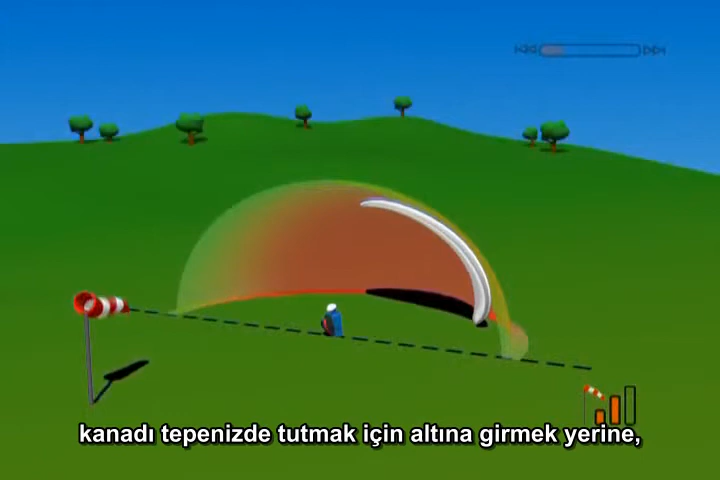 kanadı tepenizde tutmak için altına girmek yerine,